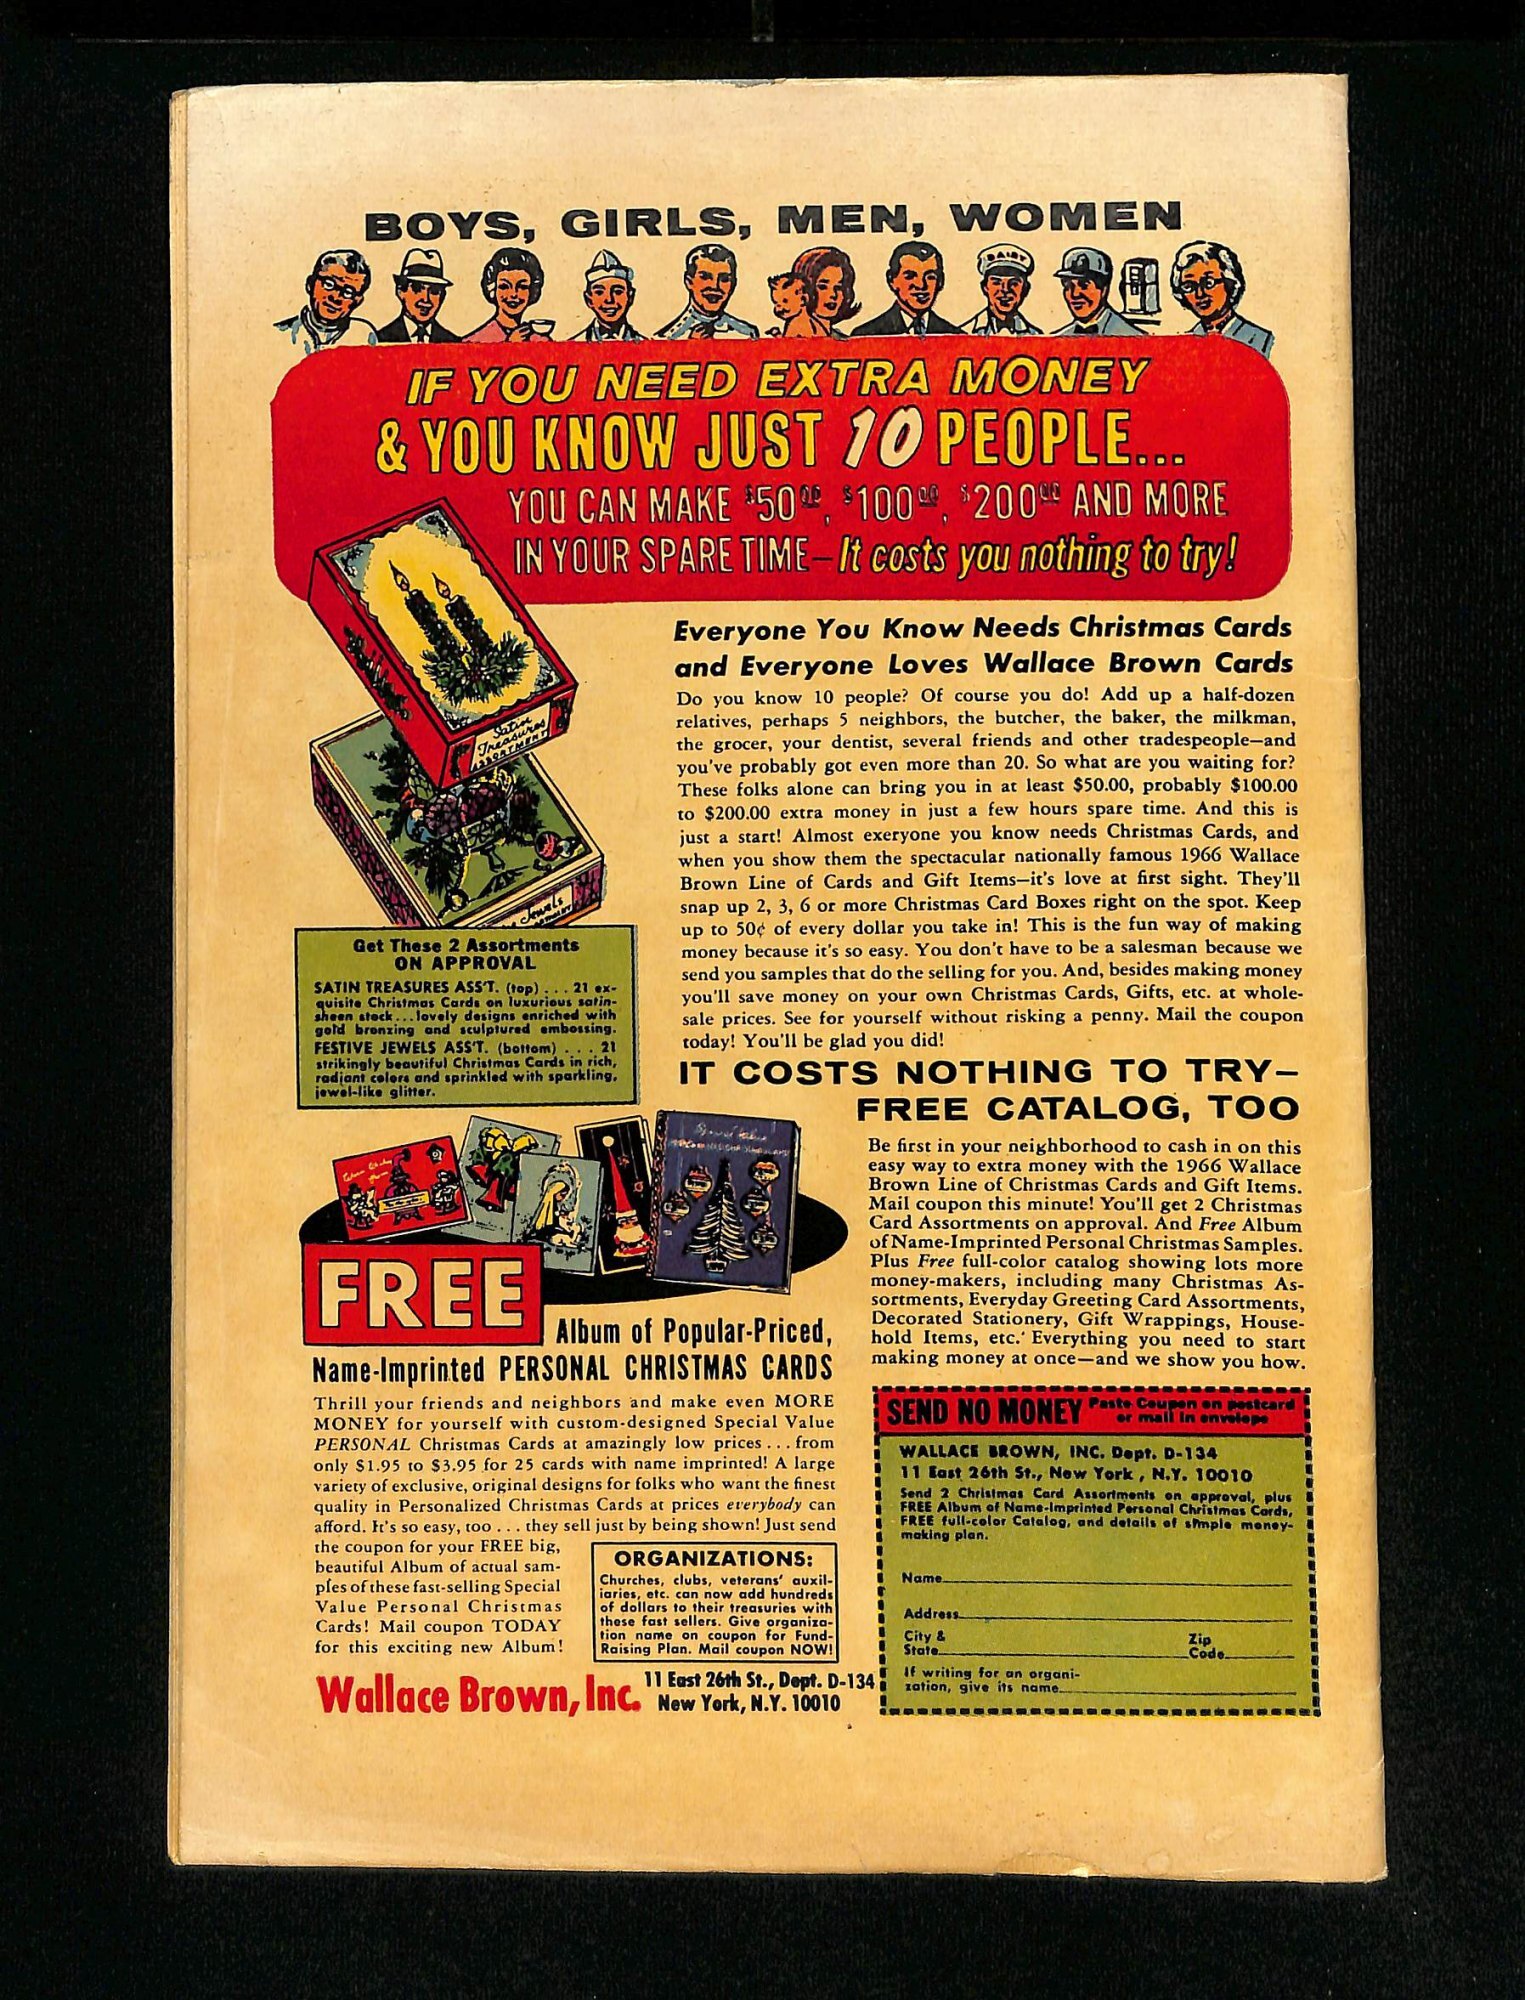 BOYS, GIRLS, MEN, WOMEN
DAIRY
IF YOU NEED EXTRA MONEY
& YOU KNOW JUST 10 PEOPLE...
YOU CAN MAKE $50.00, $100.00, $200.00 AND MORE
IN YOUR SPARE TIME—It costs you nothing to try!
Satin
Treasures
ASSORTMENT
Jewels
Get These 2 Assortments
ON APPROVAL
SATIN TREASURES ASS'T. (top) . . . 21 ex-
quisite Christmas Cards on luxurious satin-
sheen stock...lovely designs enriched with
gold bronzing and sculptured embossing.
FESTIVE JEWELS ASS'T. (bottom) . . . 21
strikingly beautiful Christmas Cards in rich,
radiant colors and sprinkled with sparkling,
jewel-like glitter.
Everyone You Know Needs Christmas Cards
and Everyone Loves Wallace Brown Cards
Do you know 10 people? Of course you do! Add up a half-dozen
relatives, perhaps 5 neighbors, the butcher, the baker, the milkman,
the grocer, your dentist, several friends and other tradespeople—and
you've probably got even more than 20. So what are you waiting for?
These folks alone can bring you in at least $50.00, probably $100.00
to $200.00 extra money in just a few hours spare time. And this is
just a start! Almost exeryone you know needs Christmas Cards, and
when you show them the spectacular nationally famous 1966 Wallace
Brown Line of Cards and Gift Items—it's love at first sight. They'll
snap up 2, 3, 6 or more Christmas Card Boxes right on the spot. Keep
up to 50¢ of every dollar you take in! This is the fun way of making
money because it's so easy. You don't have to be a salesman because we
send you samples that do the selling for you. And, besides making money
you'll save money on your own Christmas Cards, Gifts, etc. at whole-
sale prices. See for yourself without risking a penny. Mail the coupon
today! You'll be glad you did!
IT COSTS NOTHING TO TRY—
FREE CATALOG, TOO
Be first in your neighborhood to cash in on this
easy way to extra money with the 1966 Wallace
Brown Line of Christmas Cards and Gift Items.
Mail coupon this minute! You'll get 2 Christmas
Card Assortments on approval. And Free Album
of Name-Imprinted Personal Christmas Samples.
Plus Free full-color catalog showing lots more
money-makers, including many Christmas As-
sortments, Everyday Greeting Card Assortments,
Decorated Stationery, Gift Wrappings, House-
hold Items, etc. Everything you need to start
making money at once—and we show you how.
FREE
Album of Popular-Priced,
Name-Imprinted PERSONAL CHRISTMAS CARDS
Thrill your friends and neighbors and make even MORE
MONEY for yourself with custom-designed Special Value
PERSONAL Christmas Cards at amazingly low prices . . . from
only $1.95 to $3.95 for 25 cards with name imprinted! A large
variety of exclusive, original designs for folks who want the finest
quality in Personalized Christmas Cards at prices everybody can
afford. It's so easy, too . . . they sell just by being shown! Just send
the coupon for your FREE big,
beautiful Album of actual sam-
ples of these fast-selling Special
Value Personal Christmas
Cards! Mail coupon TODAY
for this exciting new Album!
ORGANIZATIONS:
Churches, clubs, veterans' auxil-
iaries, etc. can now add hundreds
of dollars to their treasuries with
these fast sellers. Give organiza-
tion name on coupon for Fund-
Raising Plan. Mail coupon NOW!
Wallace Brown, Inc.
11 East 26th St., Dept. D-134
New York, N.Y. 10010
SEND NO MONEY
Paste Coupon on postcard
or mail in envelope
WALLACE BROWN, INC. Dept. D-134
11 East 26th St., New York, N.Y. 10010
Send 2 Christmas Card Assortments on approval, plus
FREE Album of Name-Imprinted Personal Christmas Cards,
FREE full-color Catalog, and details of simple money-
making plan.
Name
Address
City &
State
Zip
Code
If writing for an organi-
zation, give its name